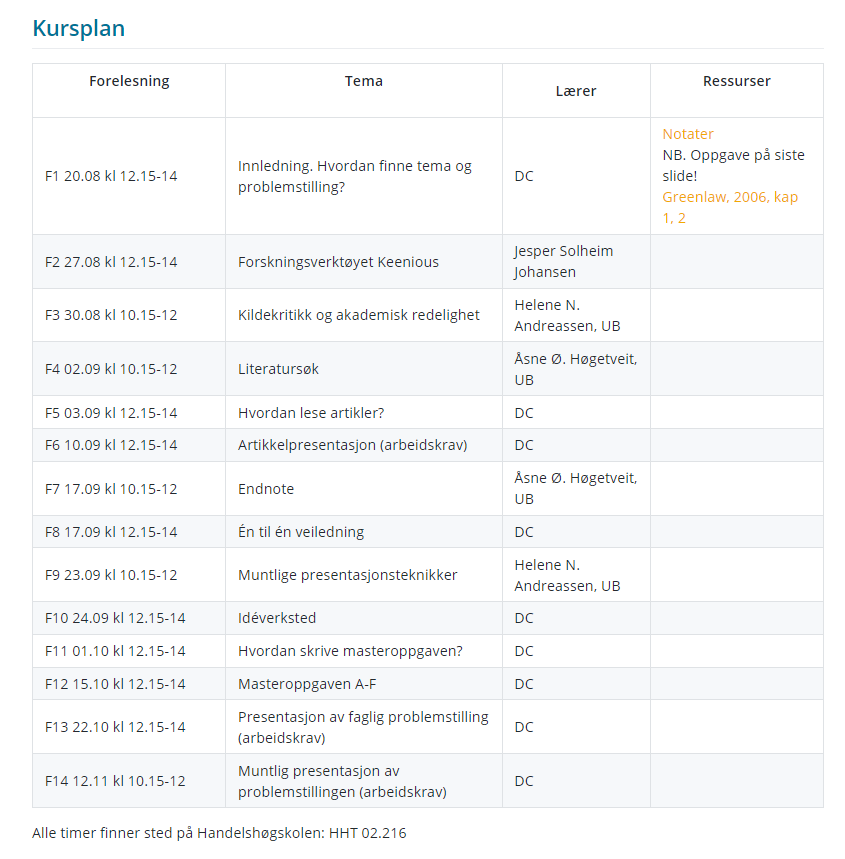 Kursplan
Forelesning Tema Lærer Ressurser
F1 20.08 kl 12.15-14
Innledning. Hvordan finne tema og
problemstilling?
DC
Notater
NB. Oppgave på siste
slide!
Greenlaw, 2006, kap
1, 2
F2 27.08 kl 12.15-14
Forskningsverktøyet Keenious
Jesper Solheim
Johansen
F3 30.08 kl 10.15-12
Kildekritikk og akademisk redelighet
Helene N.
Andreassen, UB
F4 02.09 kl 10.15-12
Literatursøk
Åsne Ø. Høgetveit,
UB
F5 03.09 kl 12.15-14
Hvordan lese artikler?
DC
F6 10.09 kl 12.15-14
Artikkelpresentasjon (arbeidskrav)
DC
F7 17.09 kl 10.15-12
Endnote
Åsne Ø. Høgetveit,
UB
F8 17.09 kl 12.15-14
Én til én veiledning
DC
F9 23.09 kl 10.15-12
Muntlige presentasjonsteknikker
Helene N.
Andreassen, UB
F10 24.09 kl 12.15-14
Idéverksted
DC
F11 01.10 kl 12.15-14
Hvordan skrive masteroppgaven?
DC
F12 15.10 kl 12.15-14
Masteroppgaven A-F
DC
F13 22.10 kl 12.15-14
Presentasjon av faglig problemstilling
(arbeidskrav)
DC
F14 12.11 kl 10.15-12
Muntlig presentasjon av
problemstillingen (arbeidskrav)
DC
Alle timer finner sted på Handelshøgskolen: HHT 02.216